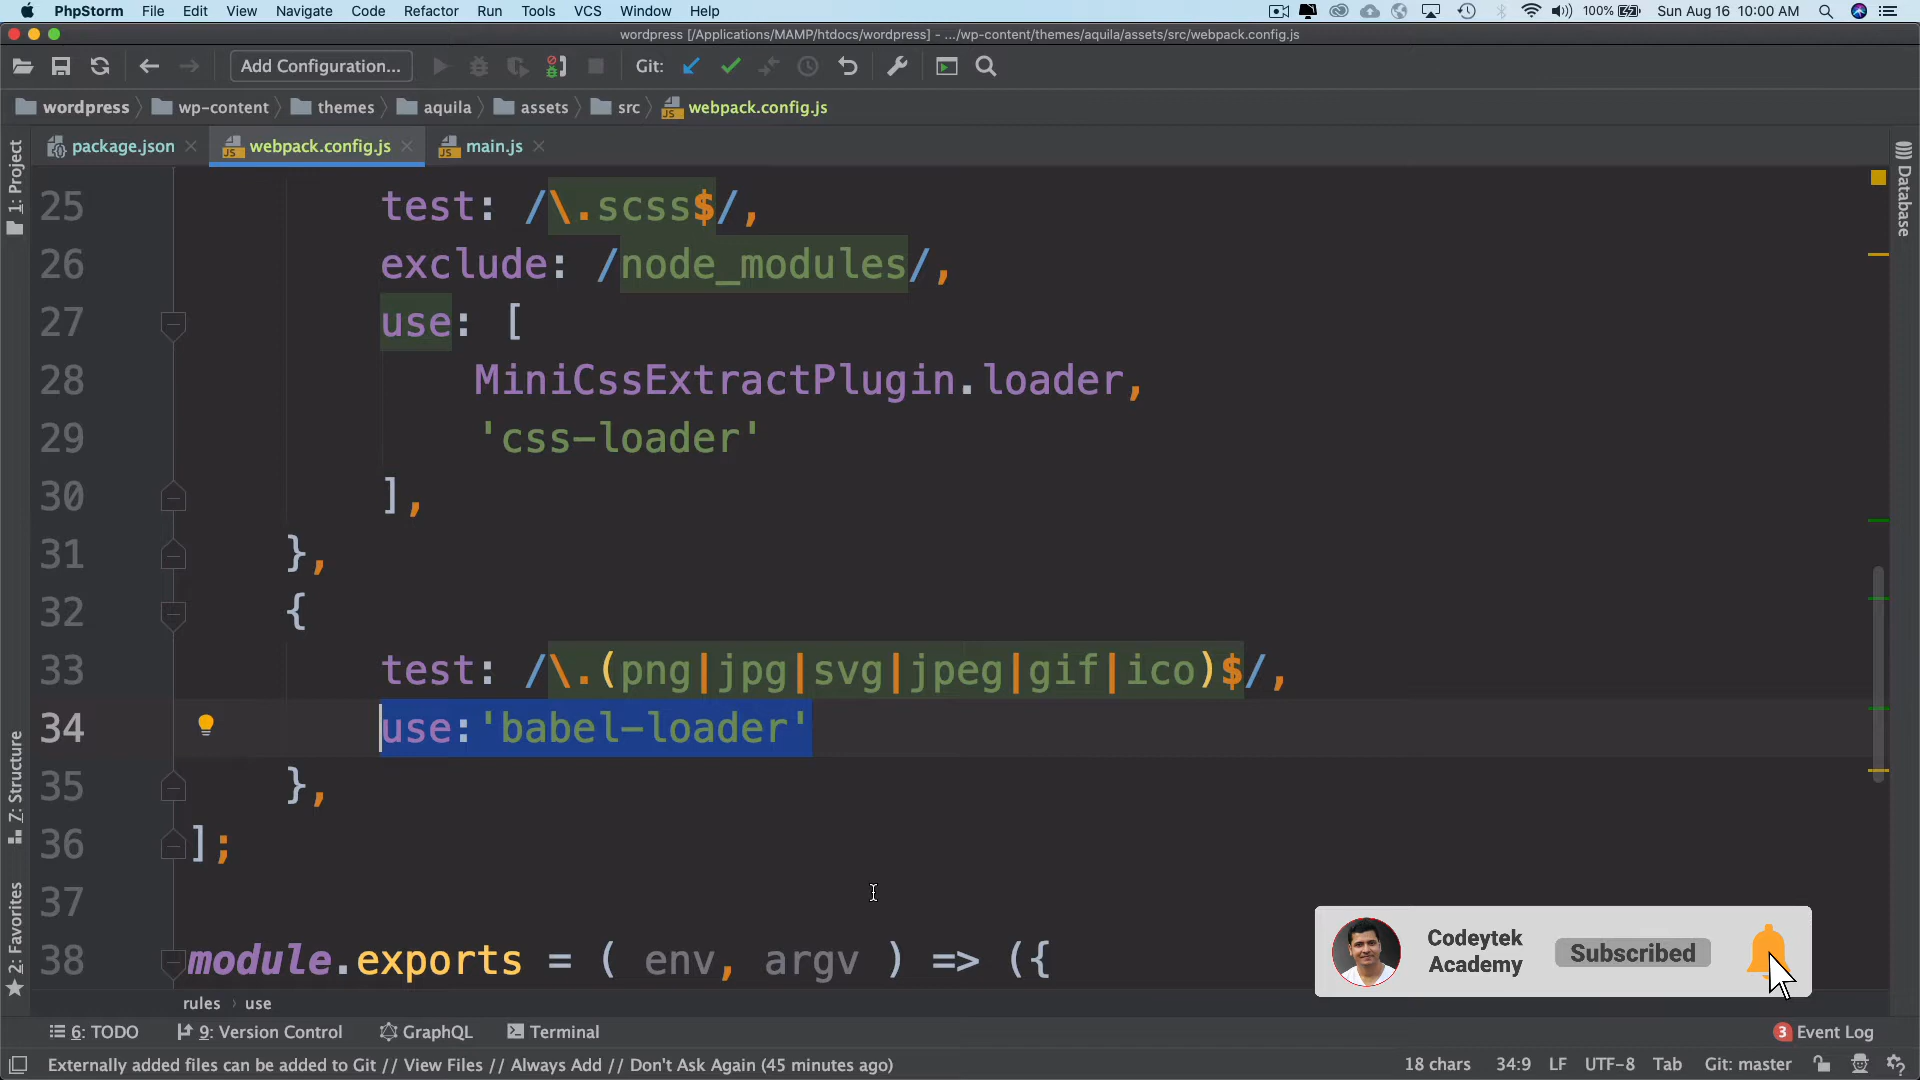 PhpStorm File Edit View Navigate Code Refactor Run Tools VCS Window Help 100% Sun Aug 16 10:00 AM
wordpress [/Applications/MAMP/htdocs/wordpress] - .../wp-content/themes/aquila/assets/src/webpack.config.js
Add Configuration... Git:
wordpress wp-content themes aquila assets src webpack.config.js
package.json webpack.config.js main.js
1: Project
Database
Z: Structure
2: Favorites
25 test: /\.scss$/,
26 exclude: /node_modules/,
27 use: [
28 MiniCssExtractPlugin.loader,
29 'css-loader'
30 ],
31 },
32 {
33 test: /\.(png|jpg|svg|jpeg|gif|ico)$/,
34 use:'babel-loader'
35 },
36 ];
37
38 module.exports = ( env, argv ) => ({
Codeytek
Academy
Subscribed
rules › use
6: TODO 9: Version Control GraphQL Terminal 3 Event Log
Externally added files can be added to Git // View Files // Always Add // Don't Ask Again (45 minutes ago) 18 chars 34:9 LF UTF-8 Tab Git: master